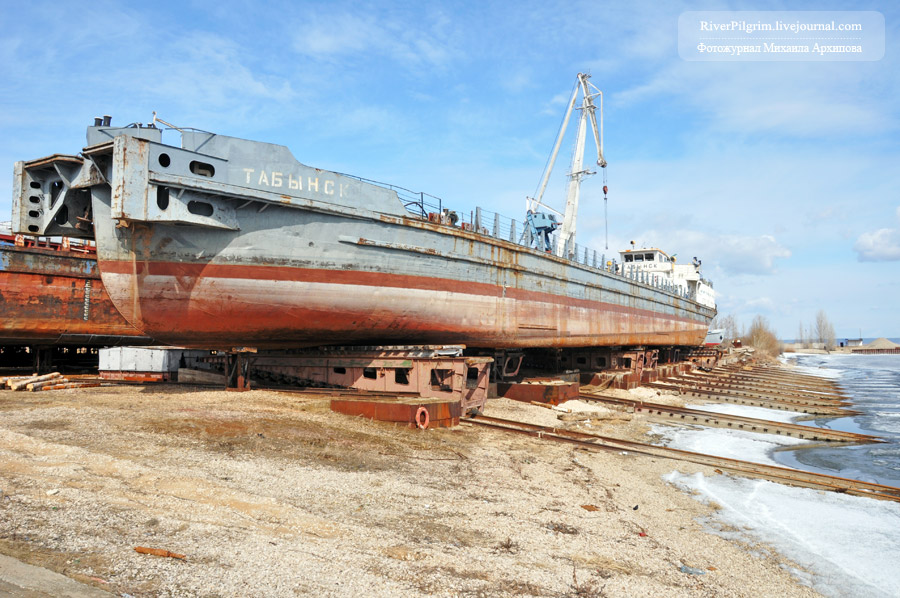 RiverPilgrim.livejournal.com
Фотожурнал Михаила Архипова
ТАБЫНСК